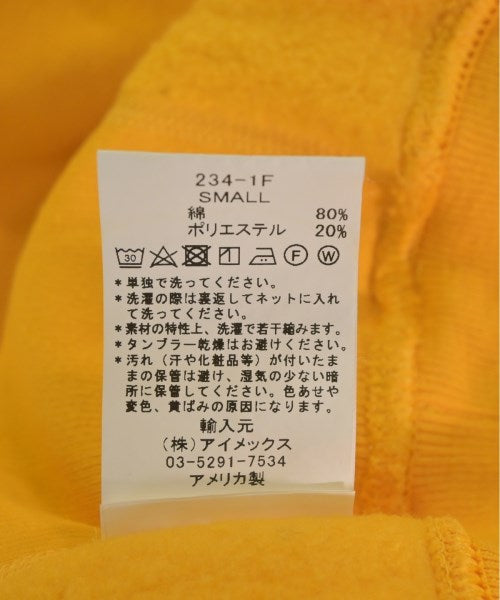 234-1F
SMALL
綿 80%
ポリエステル 20%
30 F W
*単独で洗ってください。
*洗濯の際は裏返してネットに入れ
て洗ってください。
*素材の特性上、洗濯で若干縮みます。
*タンブラー乾燥はお避けください。
*汚れ(汗や化粧品等)が付いたま
まの保管は避け、湿気の少ない暗所
に保管してください。色あせや
変色、黄ばみの原因になります。
輸入元
(株)アイメックス
03-5291-7534
アメリカ製